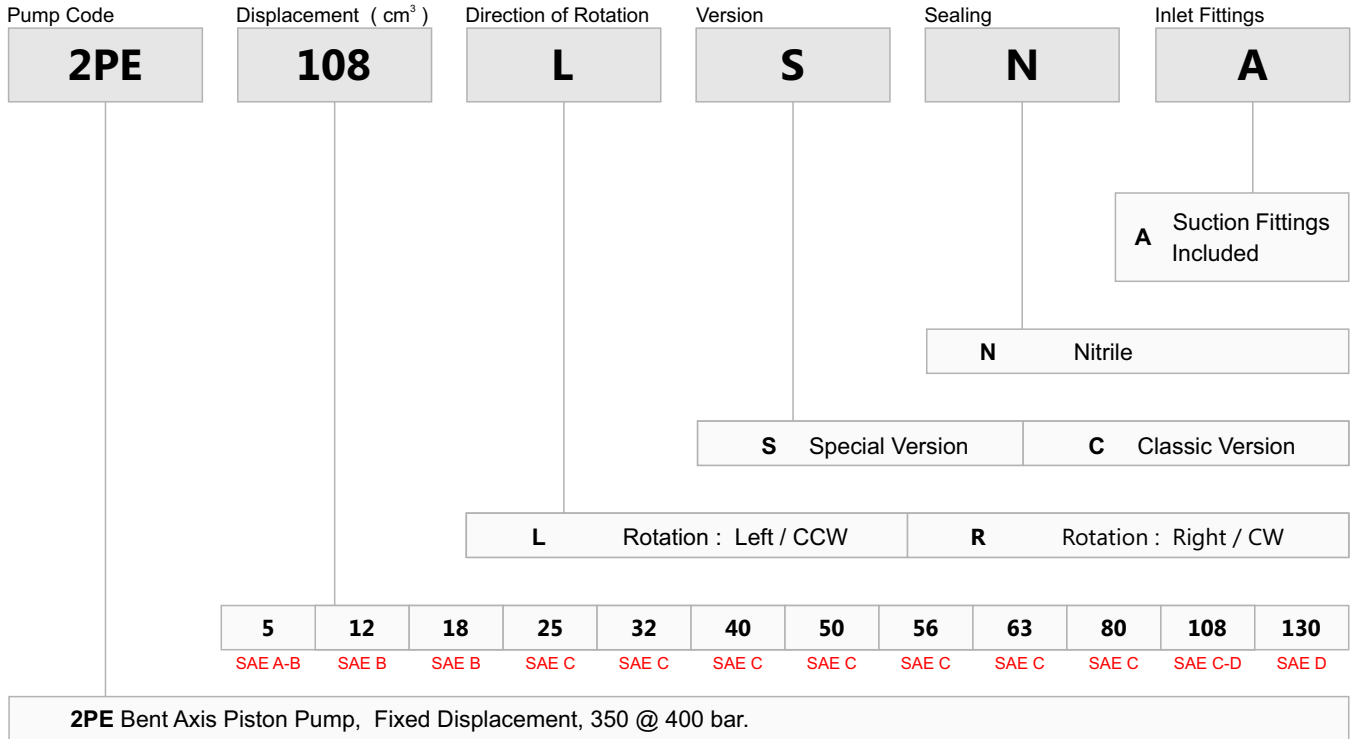 Pump Code Displacement ( cm³ ) Direction of Rotation Version Sealing Inlet Fittings
2PE 108 L S N A
A Suction Fittings
Included
N Nitrile
S Special Version C Classic Version
L Rotation : Left / CCW R Rotation : Right / CW
5 12 18 25 32 40 50 56 63 80 108 130
SAE A-B SAE B SAE B SAE C SAE C SAE C SAE C SAE C SAE C SAE C SAE C-D SAE D
2PE Bent Axis Piston Pump, Fixed Displacement, 350 @ 400 bar.